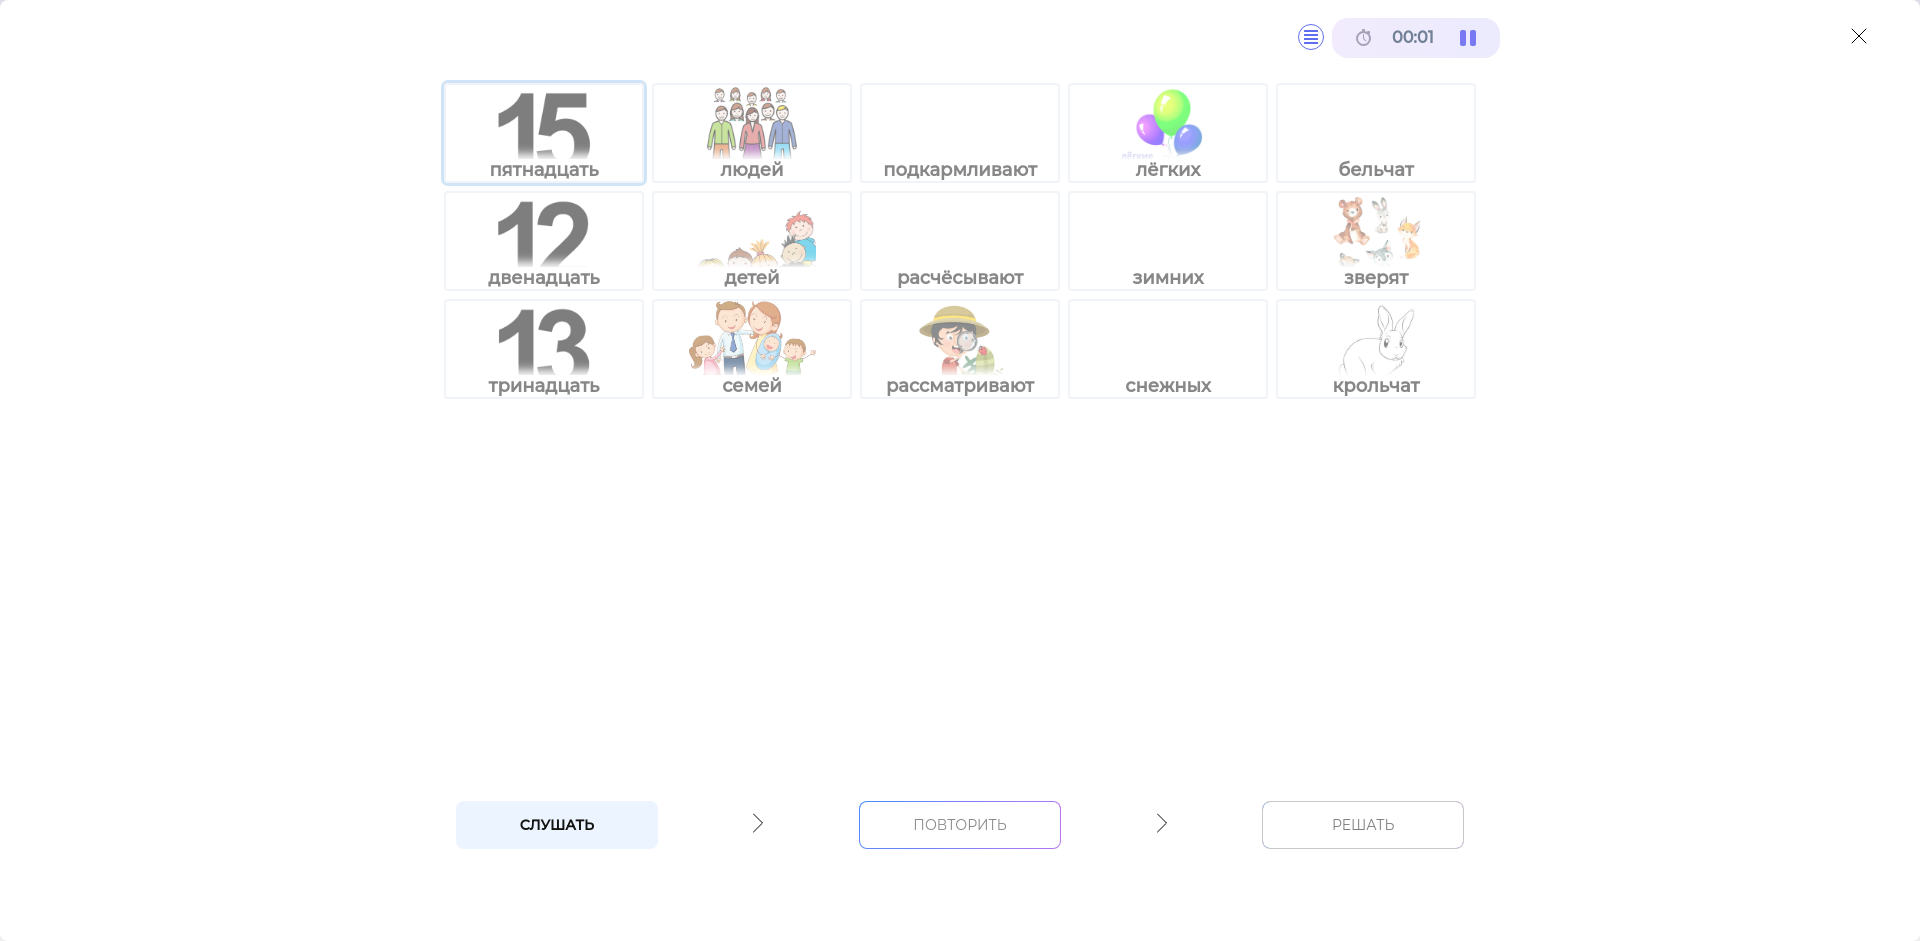 00:01
15
пятнадцать
людей
подкармливают
лёгкие
лёгких
бельчат
12
двенадцать
детей
расчёсывают
зимних
зверят
13
тринадцать
семей
рассматривают
снежных
крольчат
СЛУШАТЬ
ПОВТОРИТЬ
РЕШАТЬ